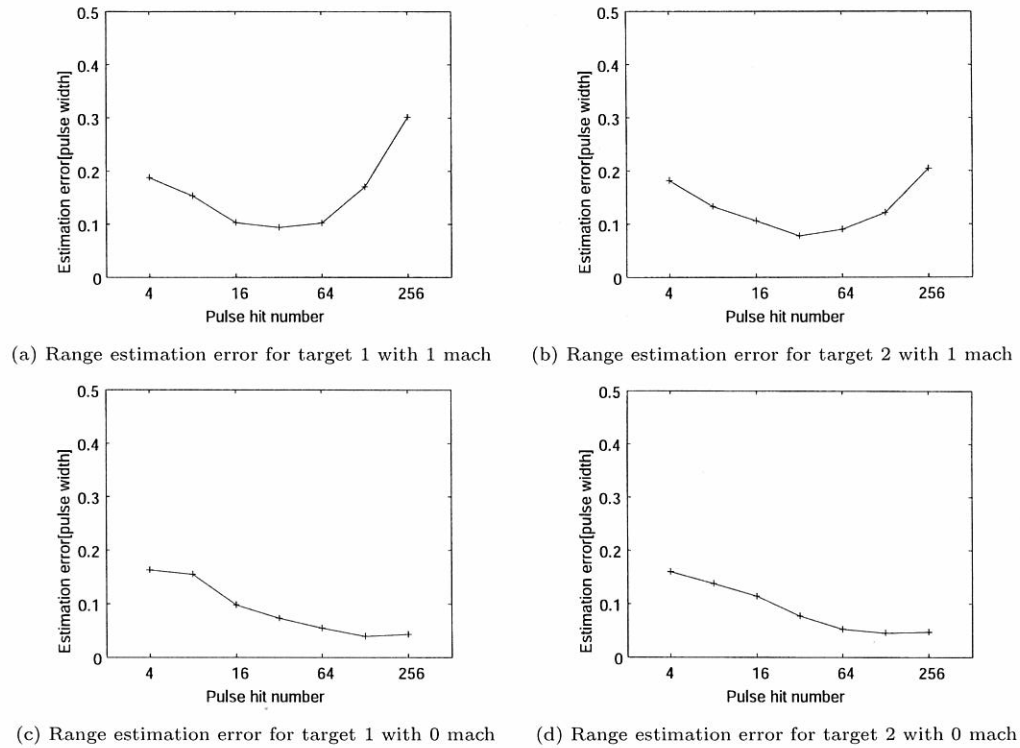 0.5
0.4
0.3
0.2
0.1
0
Estimation error[pulse width]
4 16 64 256
Pulse hit number
(a) Range estimation error for target 1 with 1 mach
0.5
0.4
0.3
0.2
0.1
0
Estimation error[pulse width]
4 16 64 256
Pulse hit number
(b) Range estimation error for target 2 with 1 mach
0.5
0.4
0.3
0.2
0.1
0
Estimation error[pulse width]
4 16 64 256
Pulse hit number
(c) Range estimation error for target 1 with 0 mach
0.5
0.4
0.3
0.2
0.1
0
Estimation error[pulse width]
4 16 64 256
Pulse hit number
(d) Range estimation error for target 2 with 0 mach